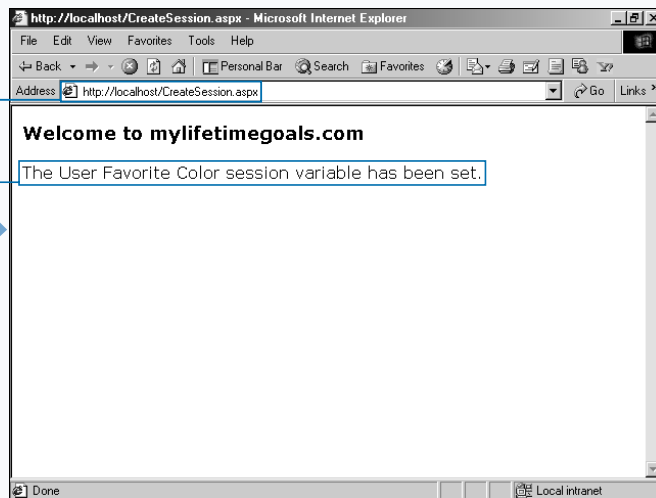 http://localhost/CreateSession.aspx - Microsoft Internet Explorer
File Edit View Favorites Tools Help
Back Personal Bar Search Favorites
Address http://localhost/CreateSession.aspx Go Links »
Welcome to mylifetimegoals.com
The User Favorite Color session variable has been set.
Done Local intranet